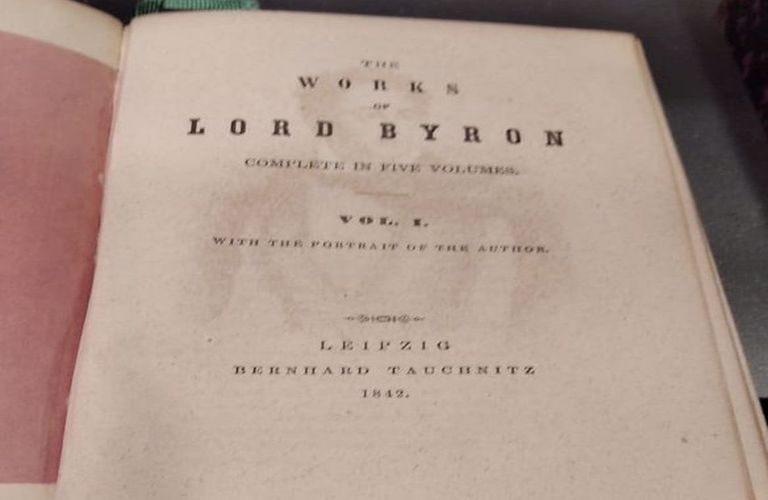 THE
WORKS
OF
LORD BYRON
COMPLETE IN FIVE VOLUMES.
VOL. I.
WITH THE PORTRAIT OF THE AUTHOR.
LEIPZIG
BERNHARD TAUCHNITZ
1842.